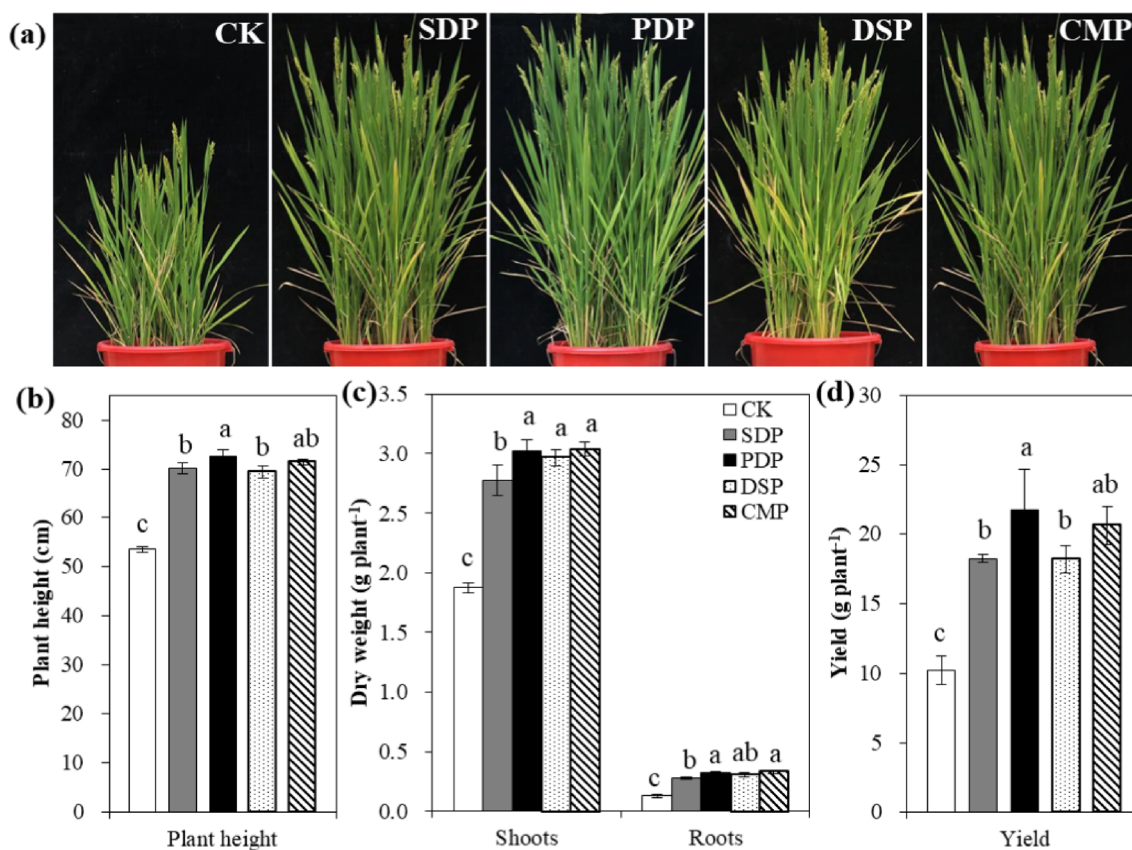 (a)
CK
SDP
PDP
DSP
CMP
(b)
Plant height (cm)
80
70
60
50
40
30
20
10
0
c
b
a
b
ab
Plant height
(c)
Dry weight (g plant⁻¹)
3.5
3.0
2.5
2.0
1.5
1.0
0.5
0.0
c
b
a
a
a
c
b
a
ab
a
Shoots
Roots
CK
SDP
PDP
DSP
CMP
(d)
Yield (g plant⁻¹)
30
25
20
15
10
5
0
c
b
a
b
ab
Yield